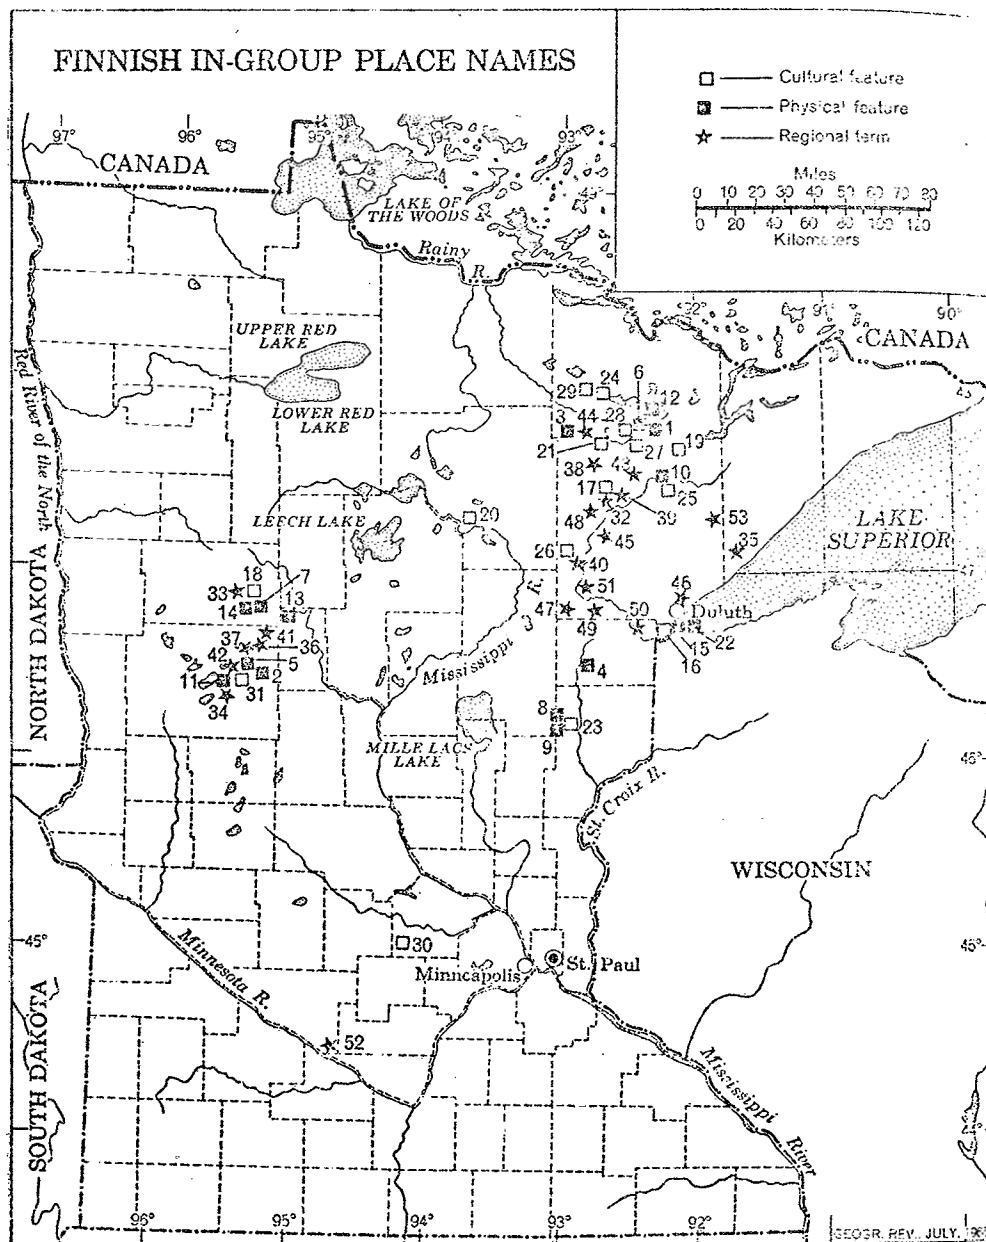 FINNISH IN-GROUP PLACE NAMES
Cultural feature
Physical feature
Regional term
Miles
0 10 20 30 40 50 60 70 80
0 20 40 60 80 100 120
Kilometers
97° 96° 95° 94 93°
CANADA
49°
LAKE OF
THE WOODS
Rainy
R.
92° 91° 90°
CANADA
UPPER RED
LAKE
LOWER RED
LAKE
Red River of the North
6
29 24 12
3 44 28 1
21 27 19
38 43 10
17 25
48 32 39 53
45 35
LEECH LAKE
20
26 40
LAKE
SUPERIOR
47
51 46
47 49 50 Duluth
22
15
16
R.
Mississippi
18 7
33 13
14
37 41
42 36
5
11 2
31
34
4
8 23
9
NORTH DAKOTA
MILLE LACS
LAKE
46°
St. Croix R.
WISCONSIN
45° 45°
30
Minneapolis St. Paul
Minnesota R.
52
SOUTH DAKOTA
Mississippi
River
96° 95° 94° 93° 92°
GEOGR. REV., JULY,